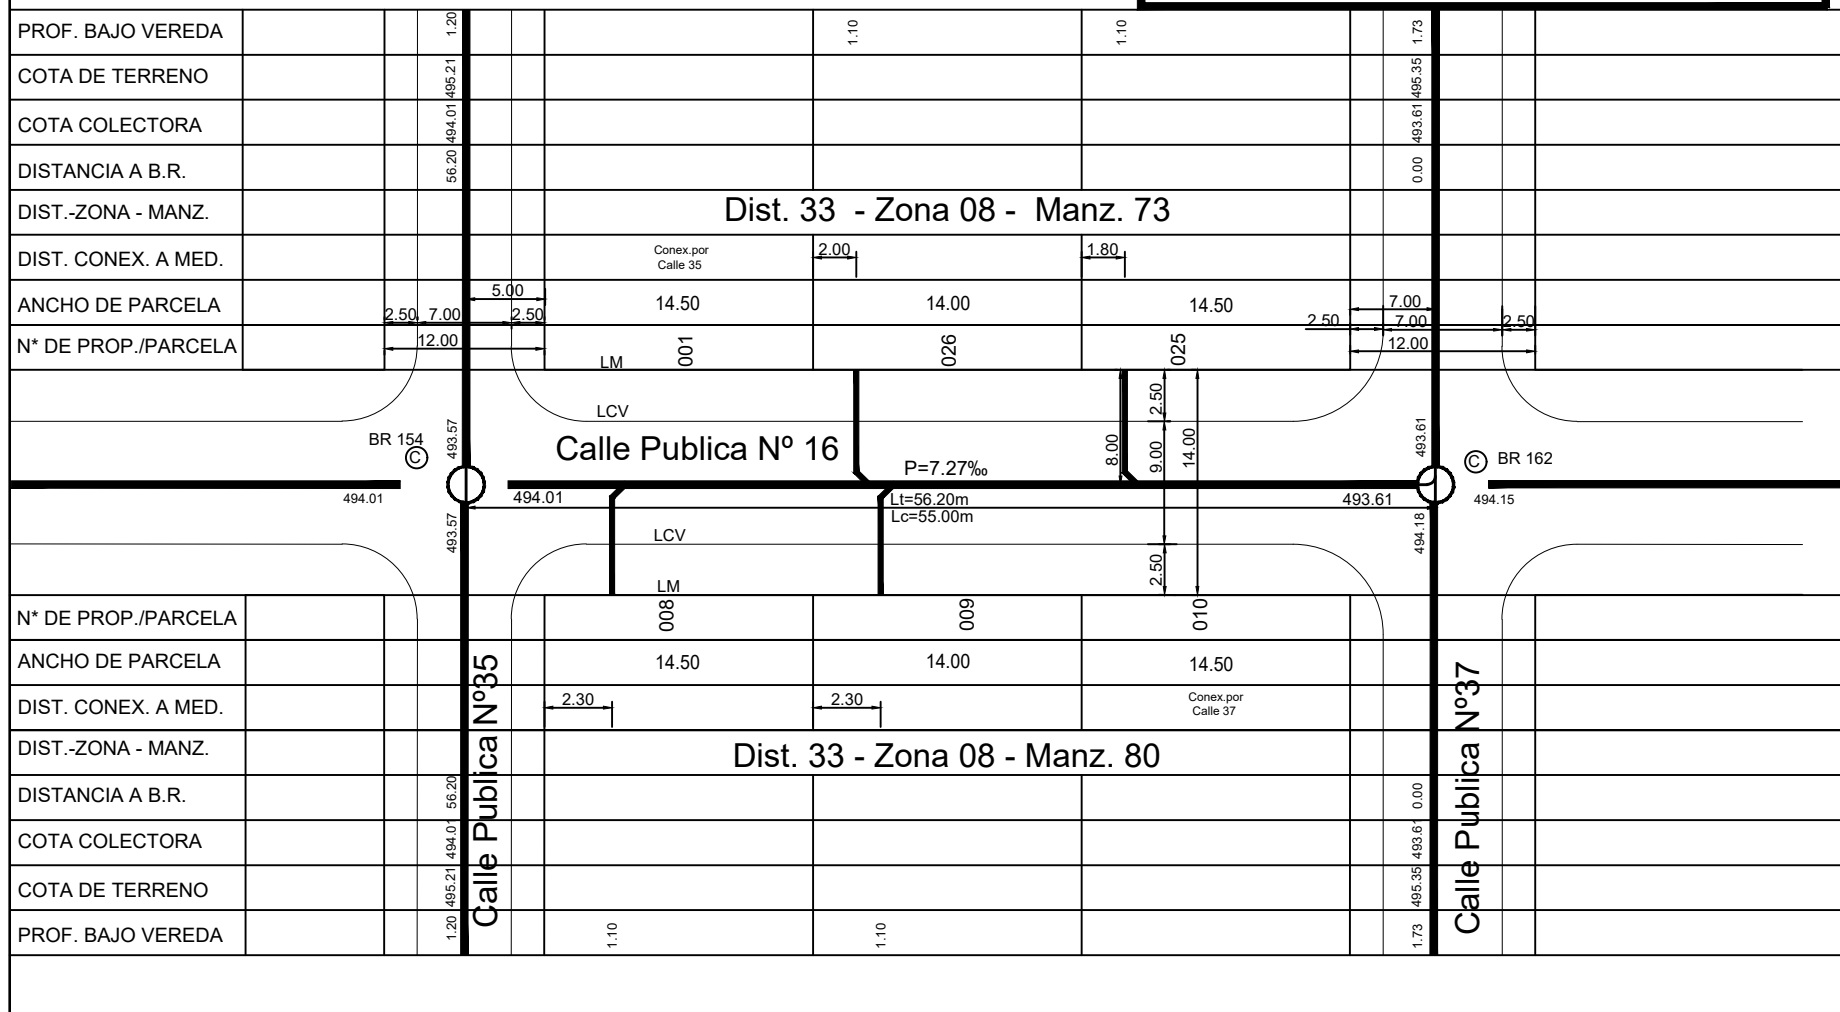 PROF. BAJO VEREDA 1.20 1.10 1.10 1.73
COTA DE TERRENO 495.21 495.35
COTA COLECTORA 494.01 493.61
DISTANCIA A B.R. 56.20 0.00
DIST.-ZONA - MANZ. Dist. 33 - Zona 08 - Manz. 73
DIST. CONEX. A MED. Conex.por 2.00 1.80
Calle 35
ANCHO DE PARCELA 5.00 14.50 14.00 14.50 7.00
2.50 7.00 2.50 2.50 7.00 2.50
N* DE PROP./PARCELA 12.00 001 026 025 12.00
LM
LCV 2.50
BR 154 C 493.57 Calle Publica Nº 16 8.00 9.00 14.00 493.61 C BR 162
P=7.27‰
494.01 494.01 Lt=56.20m 493.61 494.15
Lc=55.00m
493.57 LCV 494.18
LM 2.50
N* DE PROP./PARCELA 008 009 010
ANCHO DE PARCELA 14.50 14.00 14.50
DIST. CONEX. A MED. 2.30 2.30 Conex.por
Calle 37
DIST.-ZONA - MANZ. Dist. 33 - Zona 08 - Manz. 80
Calle Publica Nº35
Calle Publica Nº37
DISTANCIA A B.R. 56.20 0.00
COTA COLECTORA 494.01 493.61
COTA DE TERRENO 495.21 495.35
PROF. BAJO VEREDA 1.20 1.10 1.10 1.73